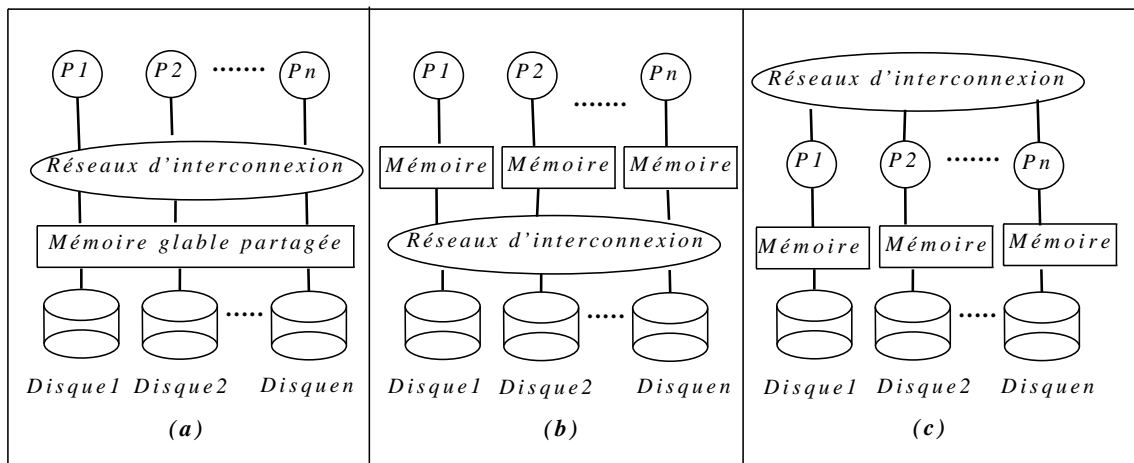 P1 P2 ....... Pn
Réseaux d'interconnexion
Mémoire glable partagée
.....
Disque1 Disque2 Disquen
(a)
P1 P2 ....... Pn
Mémoire Mémoire Mémoire
Réseaux d'interconnexion
.....
Disque1 Disque2 Disquen
(b)
Réseaux d'interconnexion
P1 P2 ....... Pn
Mémoire Mémoire Mémoire
.....
Disque1 Disque2 Disquen
(c)